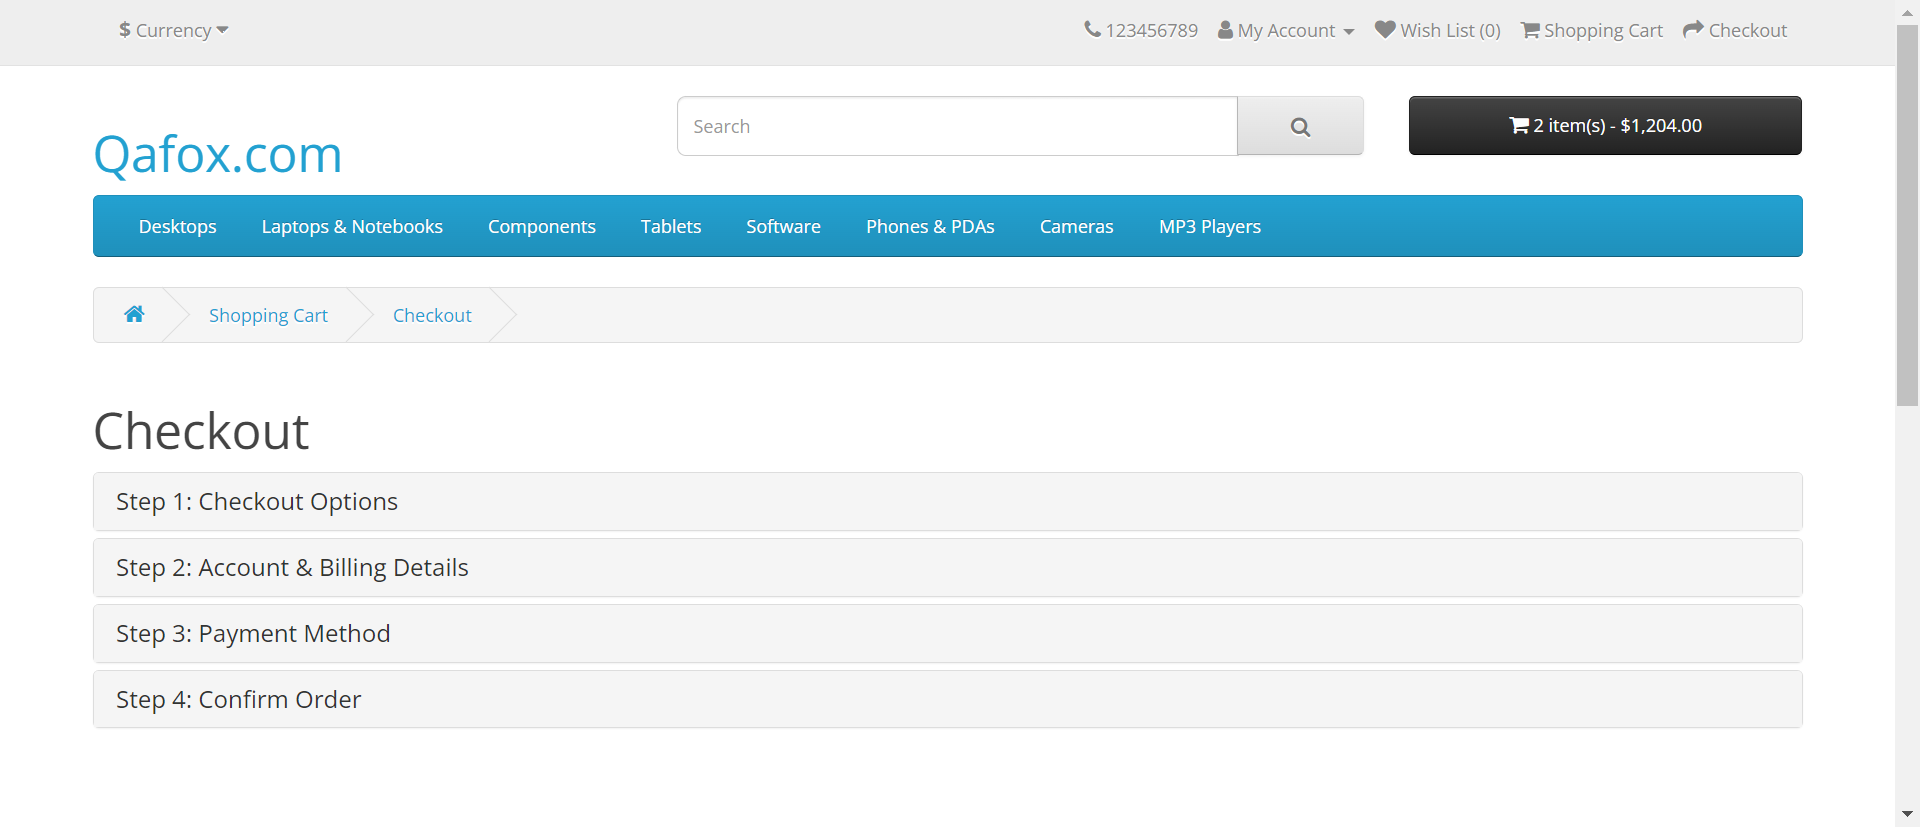 $ Currency
123456789 My Account Wish List (0) Shopping Cart Checkout
Search
2 item(s) - $1,204.00
Qafox.com
Desktops Laptops & Notebooks Components Tablets Software Phones & PDAs Cameras MP3 Players
Shopping Cart Checkout
Checkout
Step 1: Checkout Options
Step 2: Account & Billing Details
Step 3: Payment Method
Step 4: Confirm Order